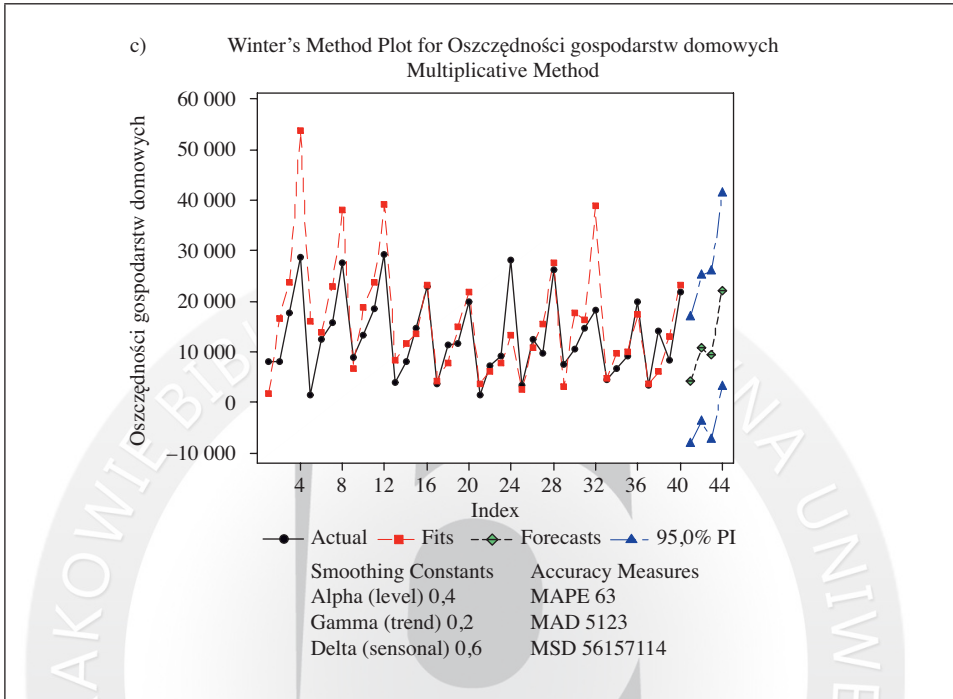 c) Winter's Method Plot for Oszczędności gospodarstw domowych
Multiplicative Method
Oszczędności gospodarstw domowych
60 000
50 000
40 000
30 000
20 000
10 000
0
–10 000
4 8 12 16 20 24 28 32 36 40 44
Index
Actual Fits Forecasts 95,0% PI
Smoothing Constants Accuracy Measures
Alpha (level) 0,4 MAPE 63
Gamma (trend) 0,2 MAD 5123
Delta (sensonal) 0,6 MSD 56157114